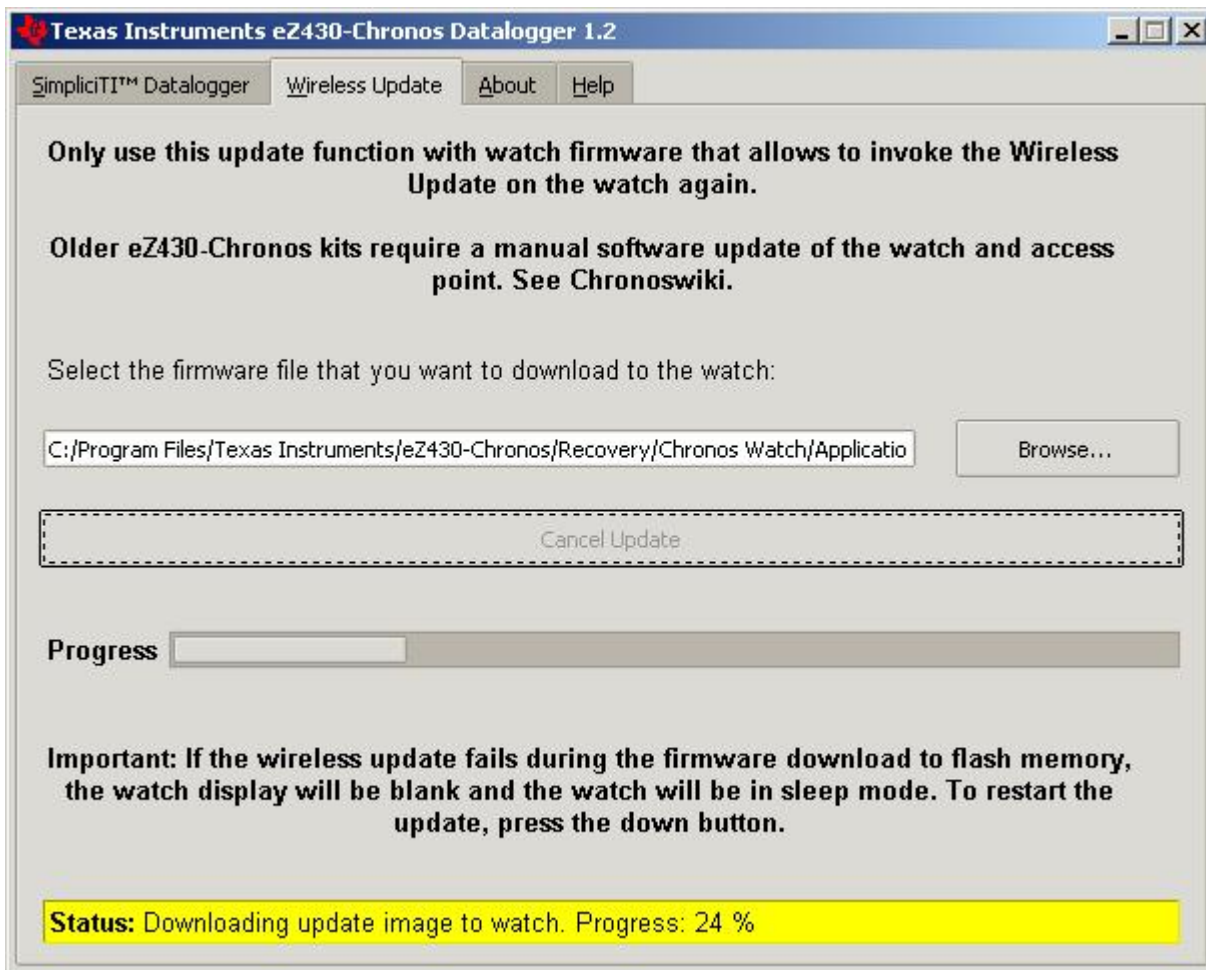 Texas Instruments eZ430-Chronos Datalogger 1.2
SimpliciTI™ Datalogger
Wireless Update
About
Help
Only use this update function with watch firmware that allows to invoke the Wireless
Update on the watch again.
Older eZ430-Chronos kits require a manual software update of the watch and access
point. See Chronoswiki.
Select the firmware file that you want to download to the watch:
C:/Program Files/Texas Instruments/eZ430-Chronos/Recovery/Chronos Watch/Applicatio
Browse...
Cancel Update
Progress
Important: If the wireless update fails during the firmware download to flash memory,
the watch display will be blank and the watch will be in sleep mode. To restart the
update, press the down button.
Status: Downloading update image to watch. Progress: 24 %